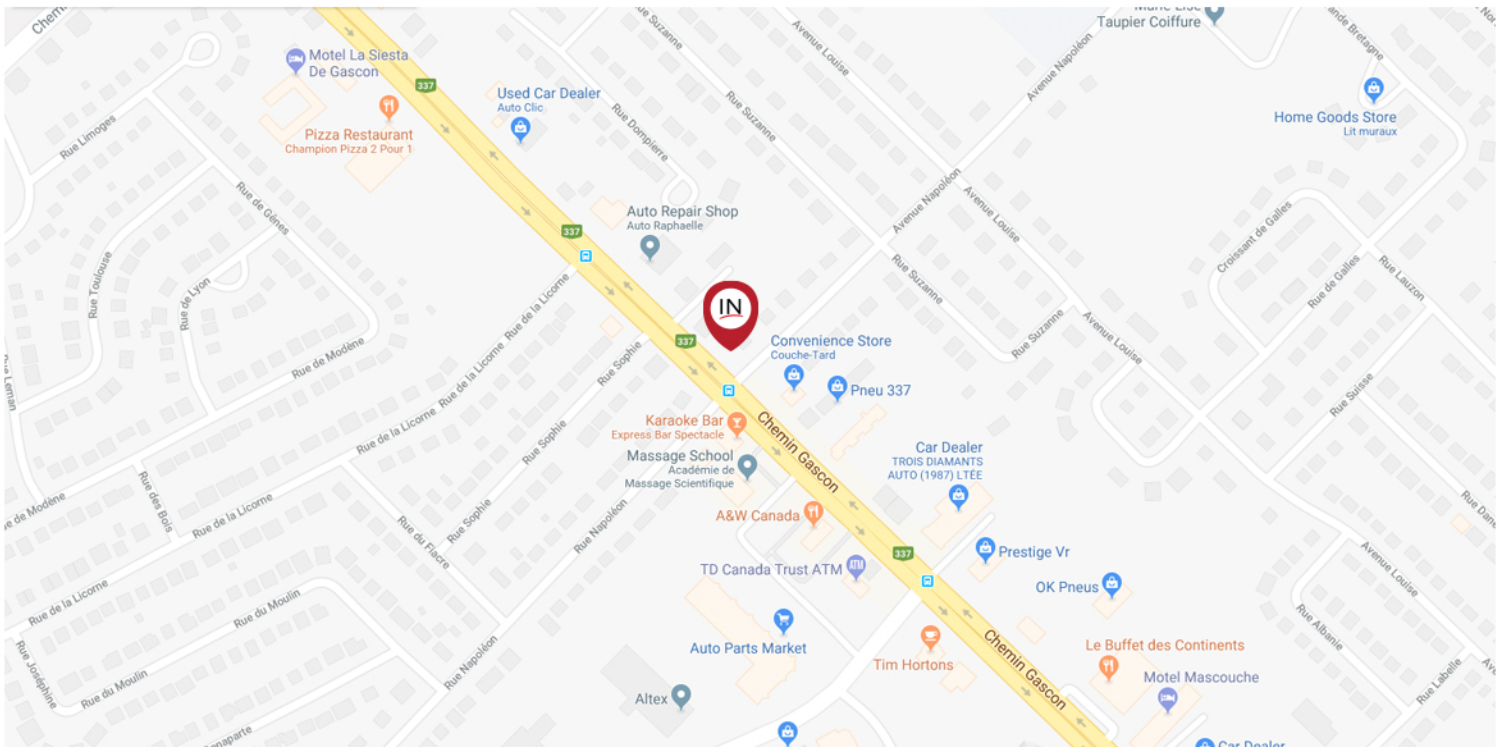 Chem
Marie Lise
Taupier Coiffure
Rue Suzanne
Avenue Louise
Avenue Napoléon
Motel La Siesta
De Gascon
337
Used Car Dealer
Auto Clic
Rue Suzanne
Home Goods Store
Lit muraux
Rue Limoges
Pizza Restaurant
Champion Pizza 2 Pour 1
Rue Dompierre
Rue de Gênes
Avenue Napoléon
Avenue Louise
Auto Repair Shop
Auto Raphaelle
337
Croissant de Galles
Rue Toulouse
Rue de Lyon
Rue Suzanne
Rue de Galles
Rue Lauzon
Rue de la Licorne
IN
337
Rue Suzanne
Avenue Louise
Rue de Modène
Rue Sophie
Convenience Store
Couche-Tard
Rue Leman
Rue de la Licorne
Pneu 337
Rue Suisse
Karaoke Bar
Express Bar Spectacle
Chemin Gascon
Rue de la Licorne
Rue Sophie
Massage School
Académie de
Massage Scientifique
Car Dealer
TROIS DIAMANTS
AUTO (1987) LTÉE
Rue des Bois
ue de Modène
Rue de la Licorne
Rue Sophie
Rue Napoléon
A&W Canada
Rue du Fiacre
337
Prestige Vr
TD Canada Trust ATM
ATM
OK Pneus
Avenue Louise
Rue de la Licorne
Rue du Moulin
Auto Parts Market
Tim Hortons
Chemin Gascon
Le Buffet des Continents
Rue Albanie
Rue Joséphine
Rue du Moulin
Rue Napoléon
Motel Mascouche
Rue Labelle
Altex
onaparte
Car Dealer